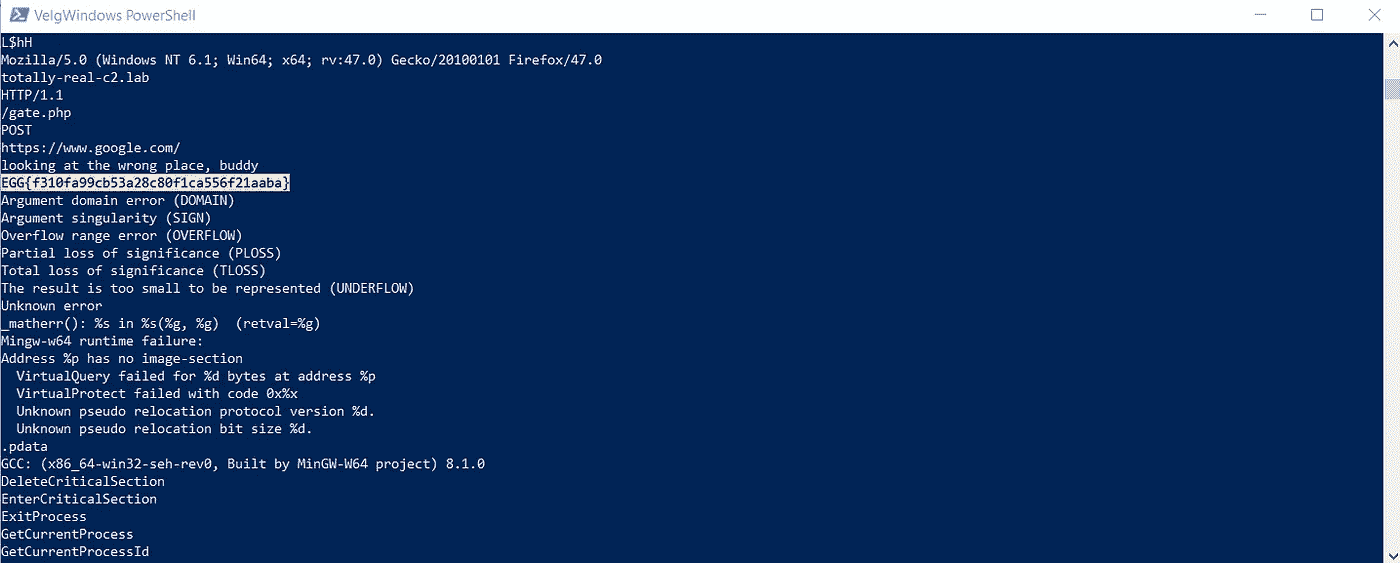 VelgWindows PowerShell
L$hH
Mozilla/5.0 (Windows NT 6.1; Win64; x64; rv:47.0) Gecko/20100101 Firefox/47.0
totally-real-c2.lab
HTTP/1.1
/gate.php
POST
https://www.google.com/
looking at the wrong place, buddy
EGG{f310fa99cb53a28c80f1ca556f21aaba}
Argument domain error (DOMAIN)
Argument singularity (SIGN)
Overflow range error (OVERFLOW)
Partial loss of significance (PLOSS)
Total loss of significance (TLOSS)
The result is too small to be represented (UNDERFLOW)
Unknown error
_matherr(): %s in %s(%g, %g)  (retval=%g)
Mingw-w64 runtime failure:
Address %p has no image-section
  VirtualQuery failed for %d bytes at address %p
  VirtualProtect failed with code 0x%x
  Unknown pseudo relocation protocol version %d.
  Unknown pseudo relocation bit size %d.
.pdata
GCC: (x86_64-win32-seh-rev0, Built by MinGW-W64 project) 8.1.0
DeleteCriticalSection
EnterCriticalSection
ExitProcess
GetCurrentProcess
GetCurrentProcessId